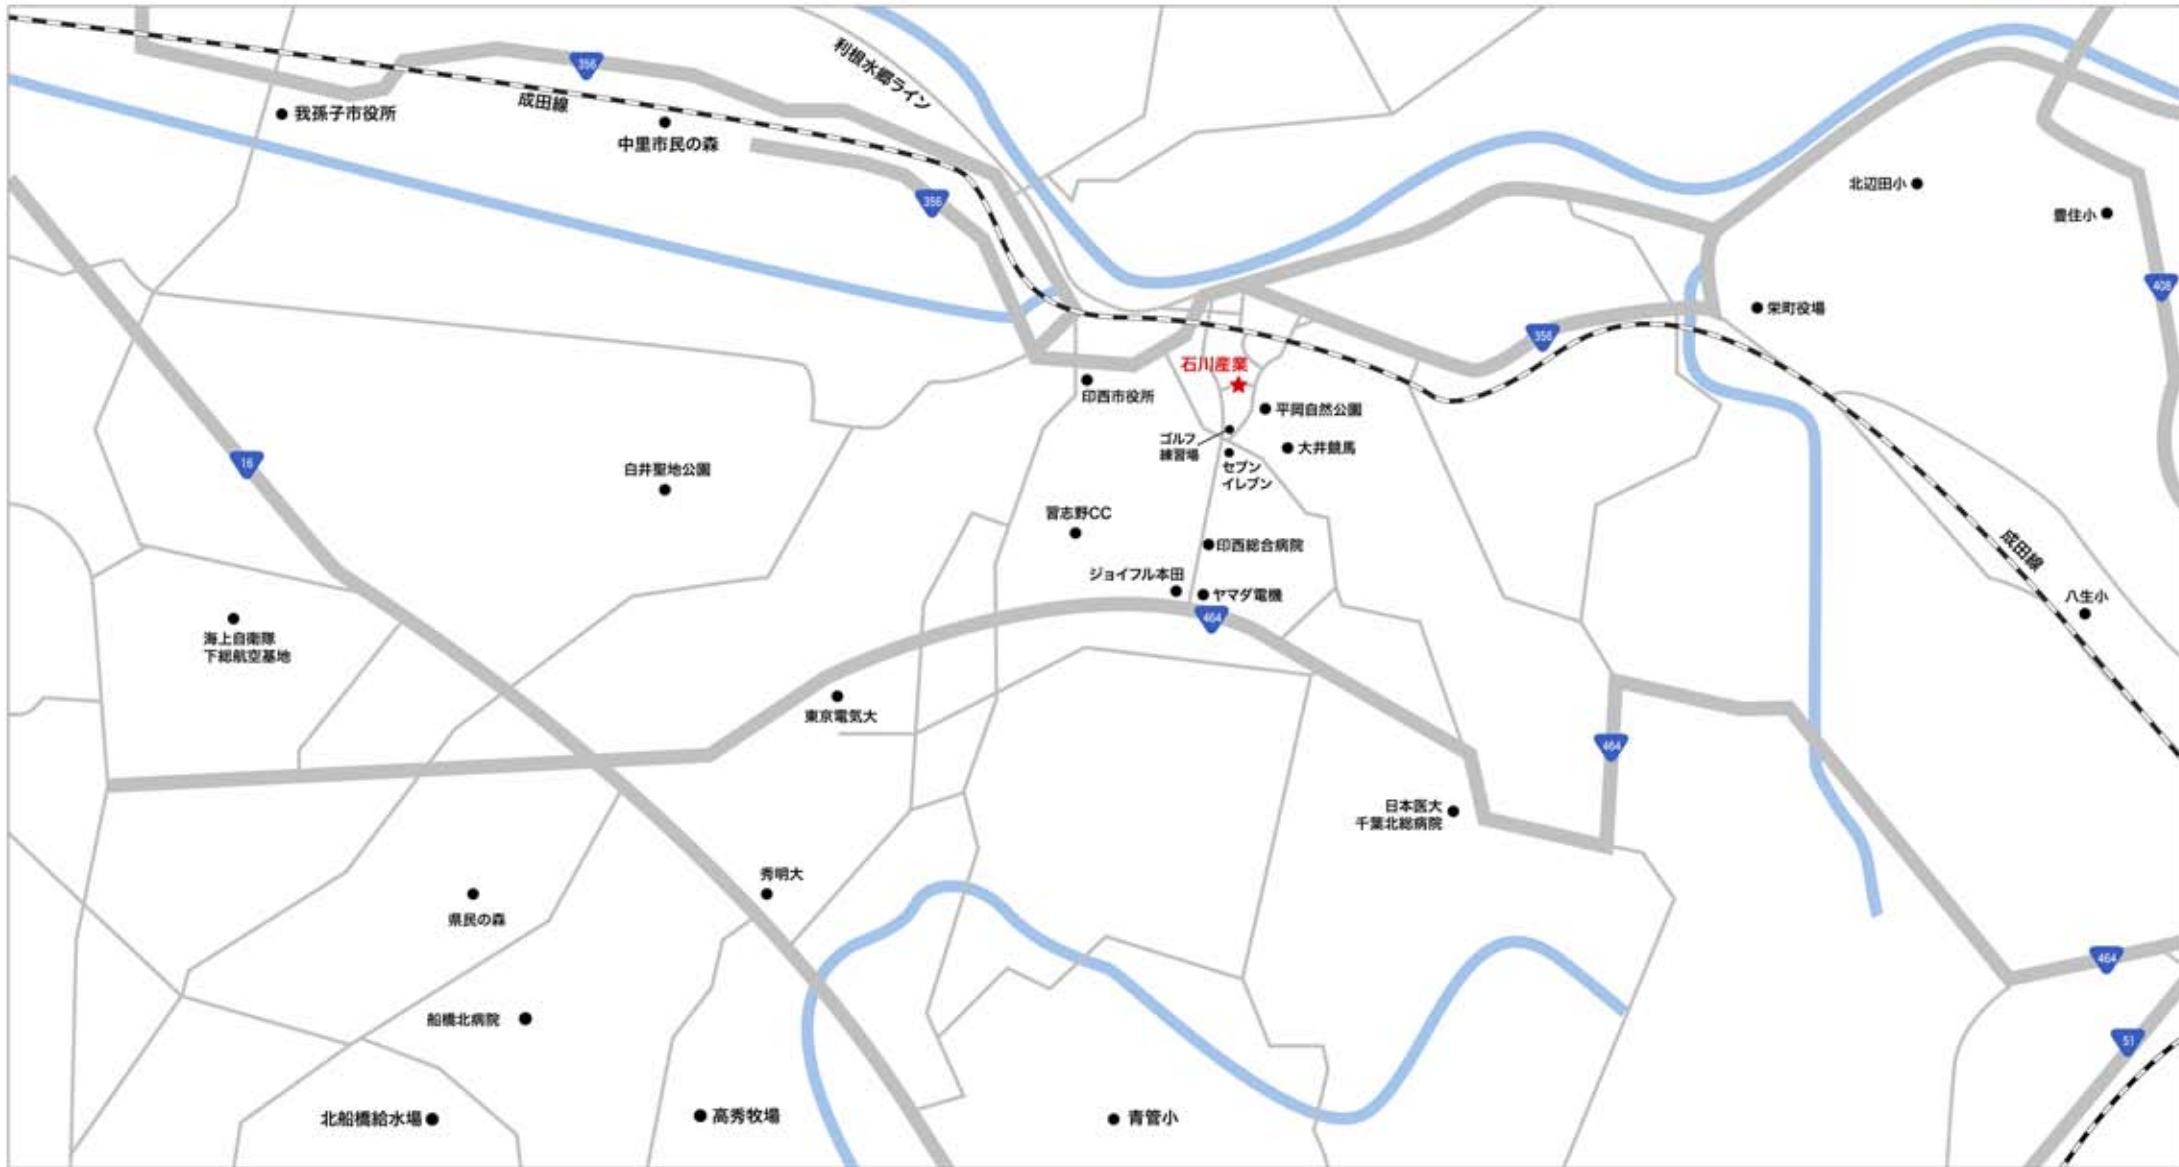 利根水郷ライン
356
成田線
我孫子市役所
中里市民の森
356
北辺田小
豊住小
408
栄町役場
356
石川産業
印西市役所
平岡自然公園
ゴルフ
練習場
大井競馬
セブン
イレブン
16
白井聖地公園
習志野CC
印西総合病院
成田線
ジョイフル本田
ヤマダ電機
八生小
464
海上自衛隊
下総航空基地
東京電気大
464
日本医大
千葉北総病院
秀明大
県民の森
464
船橋北病院
51
北船橋給水場
高秀牧場
青管小